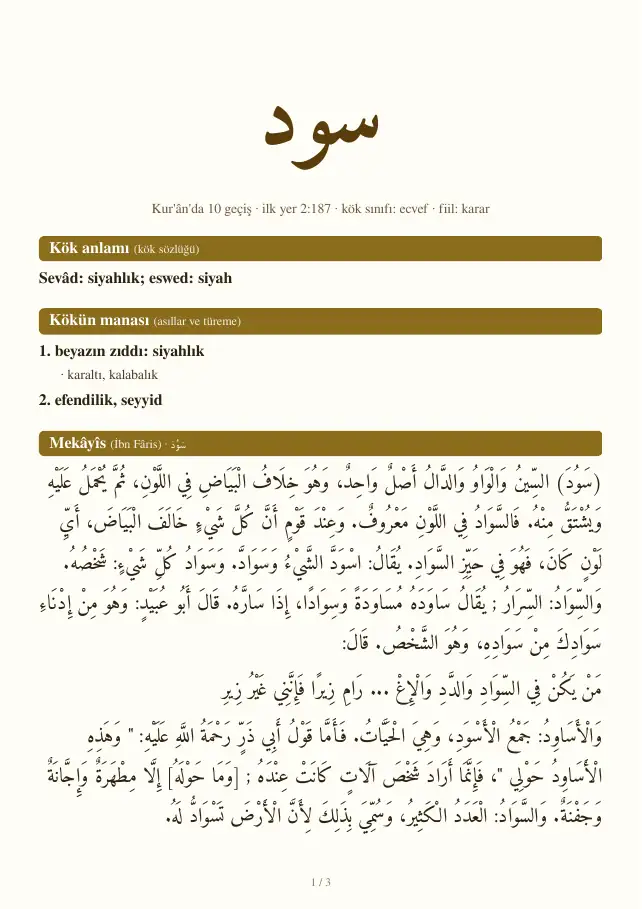 سود
Kur'ân'da 10 geçiş · ilk yer 2:187 · kök sınıfı: ecvef · fiil: karar
Kök anlamı (kök sözlüğü)
Sevâd: siyahlık; eswed: siyah
Kökün manası (asıllar ve türeme)
1. beyazın zıddı: siyahlık
· karaltı, kalabalık
2. efendilik, seyyid
Mekâyîs (İbn Fâris) · سَوُدَ
(سَوُدَ) السِّينُ وَالْوَاوُ وَالدَّالُ أَصْلٌ وَاحِدٌ، وَهُوَ خِلَافُ الْبَيَاضِ فِي اللَّوْنِ، ثُمَّ يُحْمَلُ عَلَيْهِ
وَيُشْتَقُّ مِنْهُ. فَالسَّوَادُ فِي اللَّوْنِ مَعْرُوفٌ. وَعِنْدَ قَوْمٍ أَنَّ كُلَّ شَيْءٍ خَالَفَ الْبَيَاضَ، أَيَّ
لَوْنٍ كَانَ، فَهُوَ فِي حَيِّزِ السَّوَادِ. يُقَالُ: اسْوَدَّ الشَّيْءُ وَسَوَادَّ. وَسَوَادُ كُلِّ شَيْءٍ: شَخْصُهُ.
وَالسِّوَادُ: السِّرَارُ ; يُقَالُ سَاوَدَهُ مُسَاوَدَةً وَسِوَادًا، إِذَا سَارَّهُ. قَالَ أَبُو عُبَيْدٍ: وَهُوَ مِنْ إِدْنَاءِ
سَوَادِكَ مِنْ سَوَادِهِ، وَهُوَ الشَّخْصُ. قَالَ:
مَنْ يَكُنْ فِي السِّوَادِ وَالدَّدِ وَالْإِغْ ... رَامِ زِيرًا فَإِنَّنِي غَيْرُ زِيرِ
وَالْأَسَاوِدُ: جَمْعُ الْأَسْوَدِ، وَهِيَ الْحَيَّاتُ. فَأَمَّا قَوْلُ أَبِي ذَرٍّ رَحْمَةُ اللَّهِ عَلَيْهِ: " وَهَذِهِ
الْأَسَاوِدُ حَوْلِي "، فَإِنَّمَا أَرَادَ شَخْصَ آلَاتٍ كَانَتْ عِنْدَهُ ; [وَمَا حَوْلَهُ] إِلَّا مِطْهَرَةٌ وَإِجَّانَةٌ
وَجَفْنَةٌ. وَالسَّوَادُ: الْعَدَدُ الْكَثِيرُ، وَسُمِّيَ بِذَلِكَ لِأَنَّ الْأَرْضَ تَسْوَادُّ لَهُ.
1 / 3